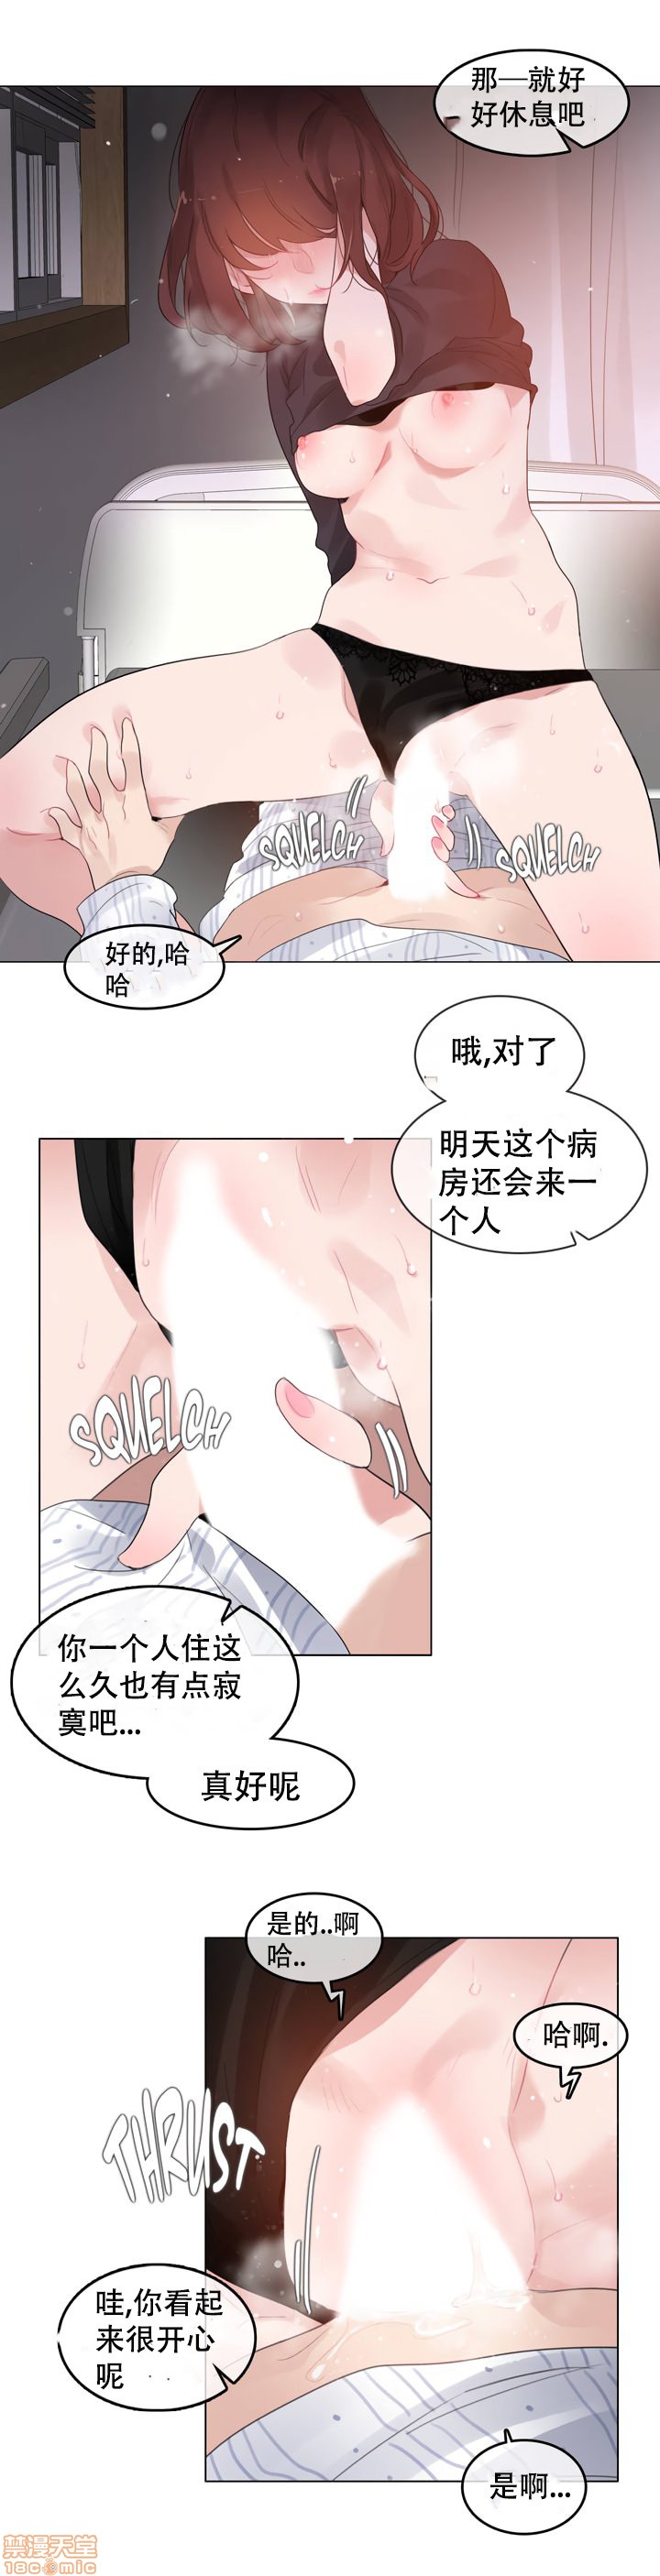 那一就好
好休息吧
SQUELCH
SQUELCH
好的,哈
哈
哦,对了
明天这个病
房还会来一
个人
SQUELCH
你一个人住这
么久也有点寂
寞吧...
真好呢
是的..啊
哈..
哈啊.
THRUST
哇,你看起
来很开心
呢
是啊...
禁漫天堂
18comic